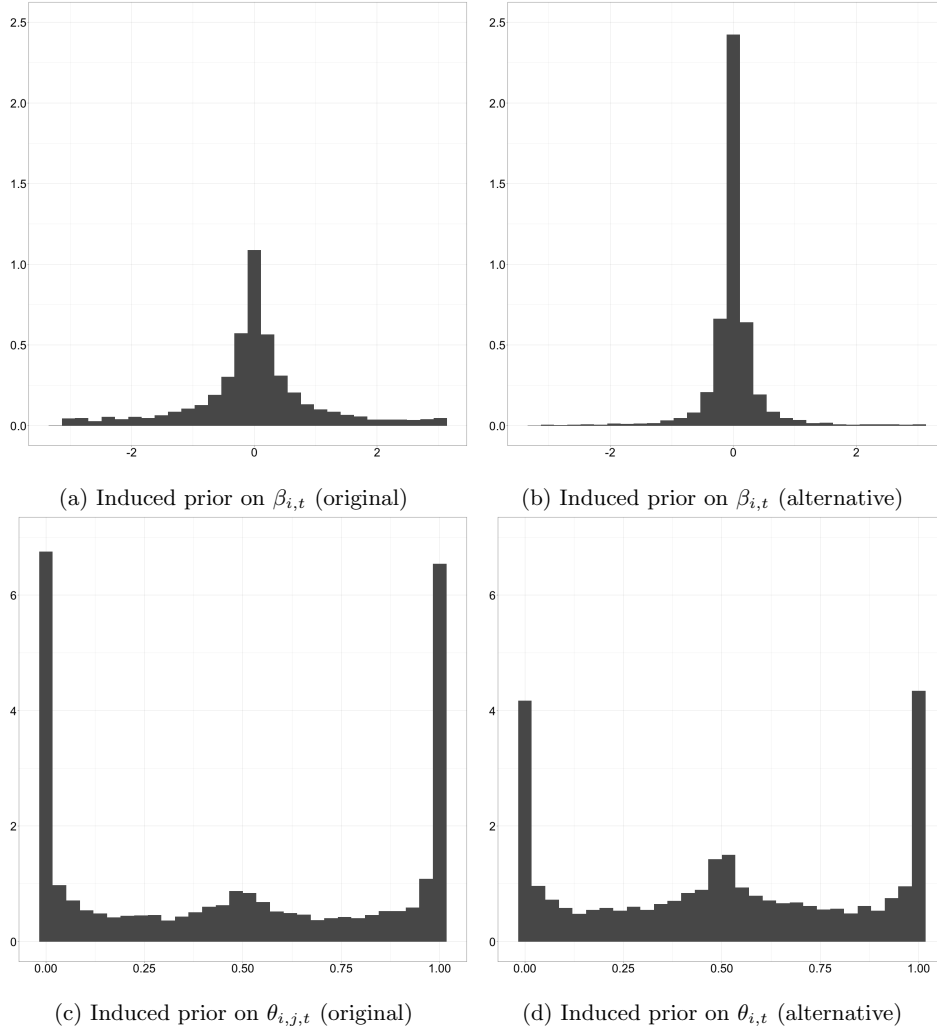 2.5
2.0
1.5
1.0
0.5
0.0
-2 0 2
2.5
2.0
1.5
1.0
0.5
0.0
-2 0 2
(a) Induced prior on β_{i,t} (original)
(b) Induced prior on β_{i,t} (alternative)
6
4
2
0
0.00 0.25 0.50 0.75 1.00
6
4
2
0
0.00 0.25 0.50 0.75 1.00
(c) Induced prior on θ_{i,j,t} (original)
(d) Induced prior on θ_{i,t} (alternative)